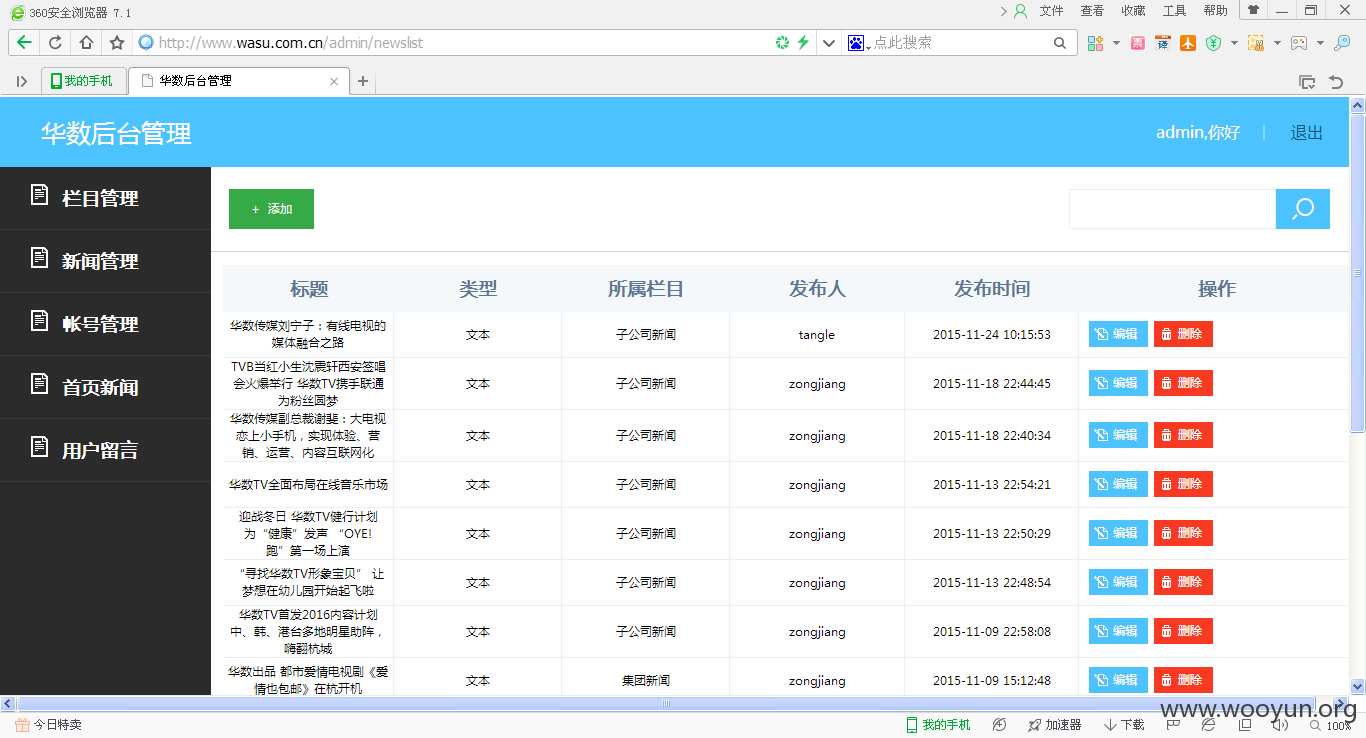 360安全浏览器 7.1
文件 查看 收藏 工具 帮助
http://www.wasu.com.cn/admin/newslist
点此搜索
我的手机
华数后台管理
华数后台管理
admin,你好 | 退出
栏目管理
新闻管理
帐号管理
首页新闻
用户留言
+ 添加
标题 类型 所属栏目 发布人 发布时间 操作
华数传媒刘宁子：有线电视的
媒体融合之路
文本 子公司新闻 tangle 2015-11-24 10:15:53 编辑 删除
TVB当红小生沈震轩西安签唱
会火爆举行 华数TV携手联通
为粉丝圆梦
文本 子公司新闻 zongjiang 2015-11-18 22:44:45 编辑 删除
华数传媒副总裁谢斐：大电视
恋上小手机，实现体验、营
销、运营、内容互联网化
文本 子公司新闻 zongjiang 2015-11-18 22:40:34 编辑 删除
华数TV全面布局在线音乐市场 文本 子公司新闻 zongjiang 2015-11-13 22:54:21 编辑 删除
迎战冬日 华数TV健行计划
为“健康”发声 “OYE!
跑”第一场上演
文本 子公司新闻 zongjiang 2015-11-13 22:50:29 编辑 删除
“寻找华数TV形象宝贝” 让
梦想在幼儿园开始起飞啦
文本 子公司新闻 zongjiang 2015-11-13 22:48:54 编辑 删除
华数TV首发2016内容计划
中、韩、港台多地明星助阵，
嗨翻杭城
文本 子公司新闻 zongjiang 2015-11-09 22:58:08 编辑 删除
华数出品 都市爱情电视剧《爱
情也包邮》在杭开机
文本 集团新闻 zongjiang 2015-11-09 15:12:48 编辑 删除
今日特卖
我的手机 加速器 下载 100%
www.wooyun.org